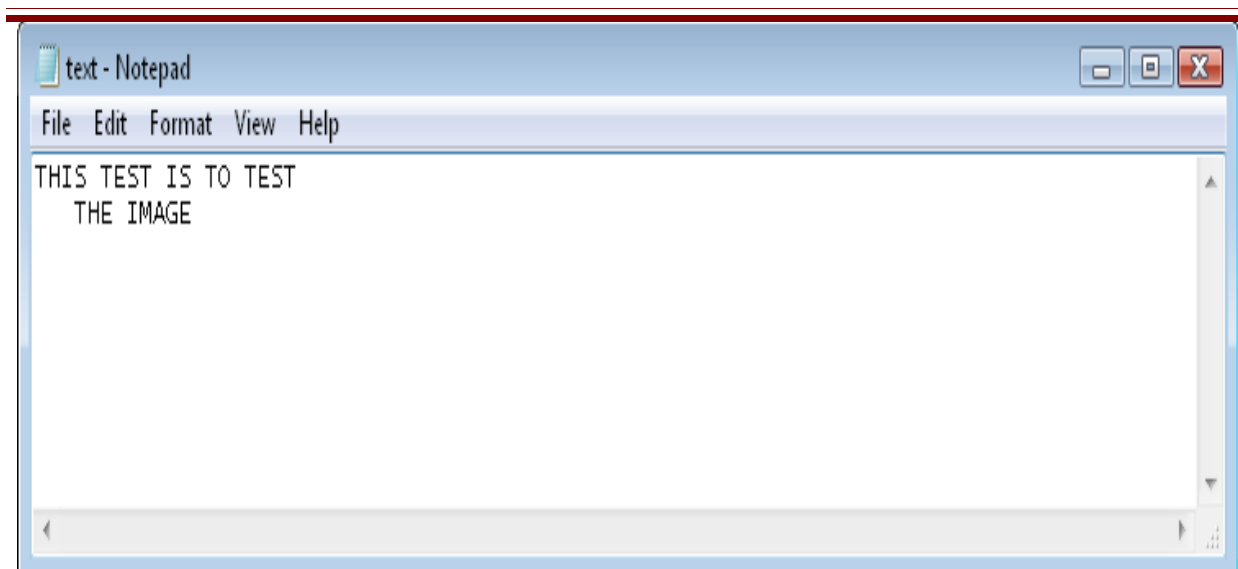 text - Notepad
File Edit Format View Help
THIS TEST IS TO TEST
THE IMAGE